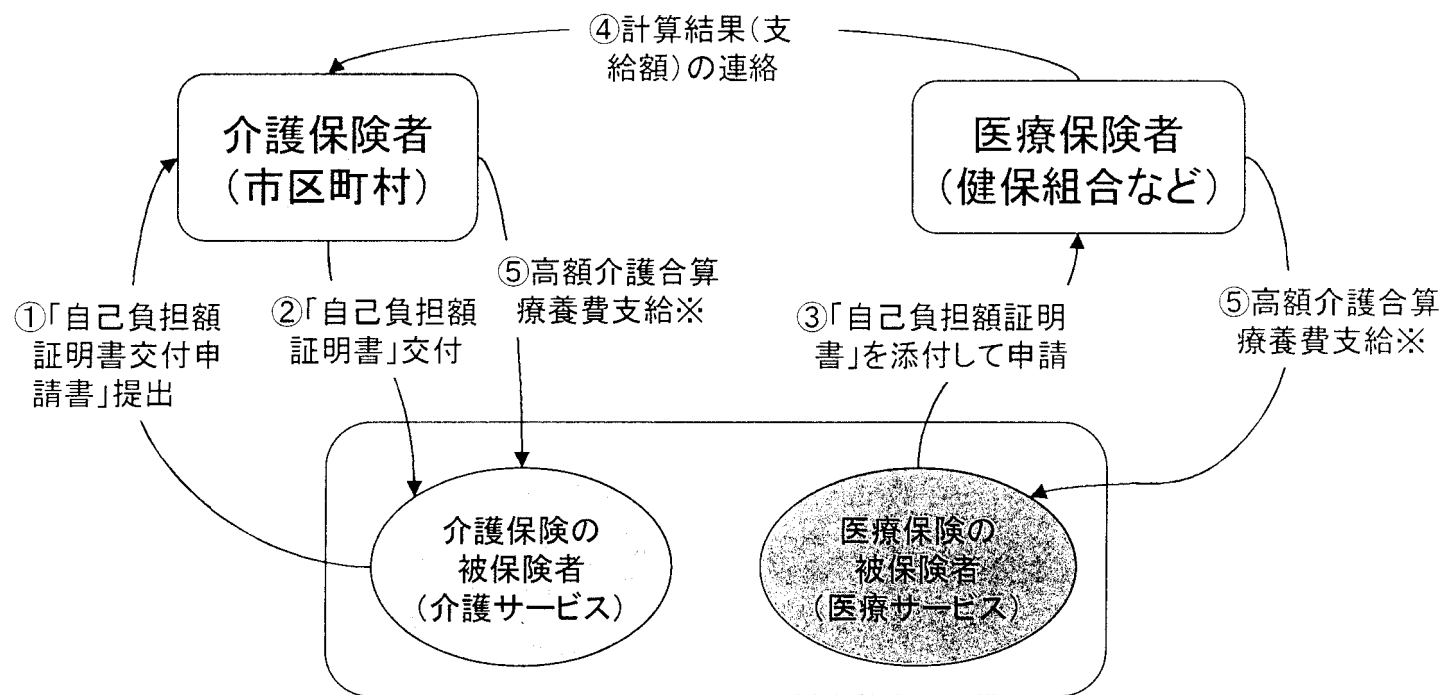 ④計算結果（支
給額）の連絡
介護保険者
（市区町村）
医療保険者
（健保組合など）
①「自己負担額
証明書交付申
請書」提出
②「自己負担額
証明書」交付
⑤高額介護合算
療養費支給※
③「自己負担額証明
書」を添付して申請
⑤高額介護合算
療養費支給※
介護保険の
被保険者
（介護サービス）
医療保険の
被保険者
（医療サービス）